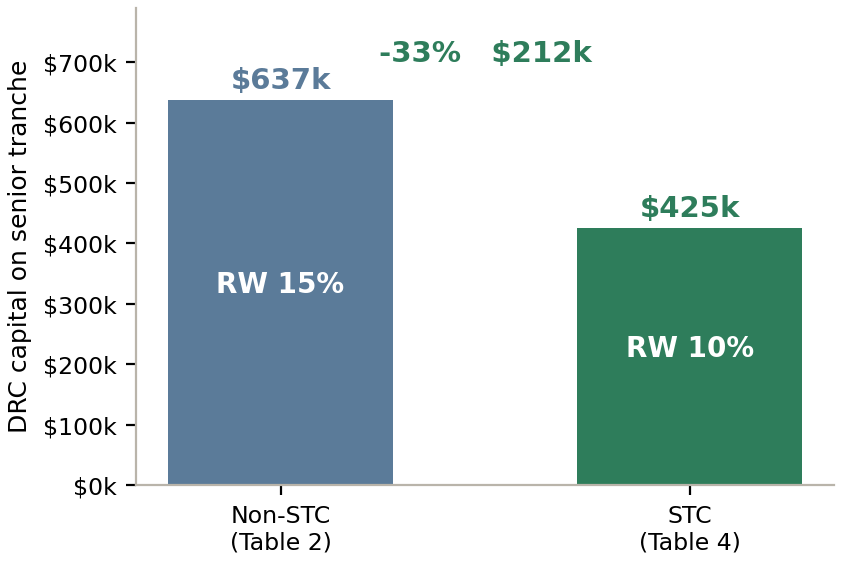 DRC capital on senior tranche
$700k
$600k
$500k
$400k
$300k
$200k
$100k
$0k
-33%   $212k
$637k
$425k
RW 15%
RW 10%
Non-STC
(Table 2)
STC
(Table 4)